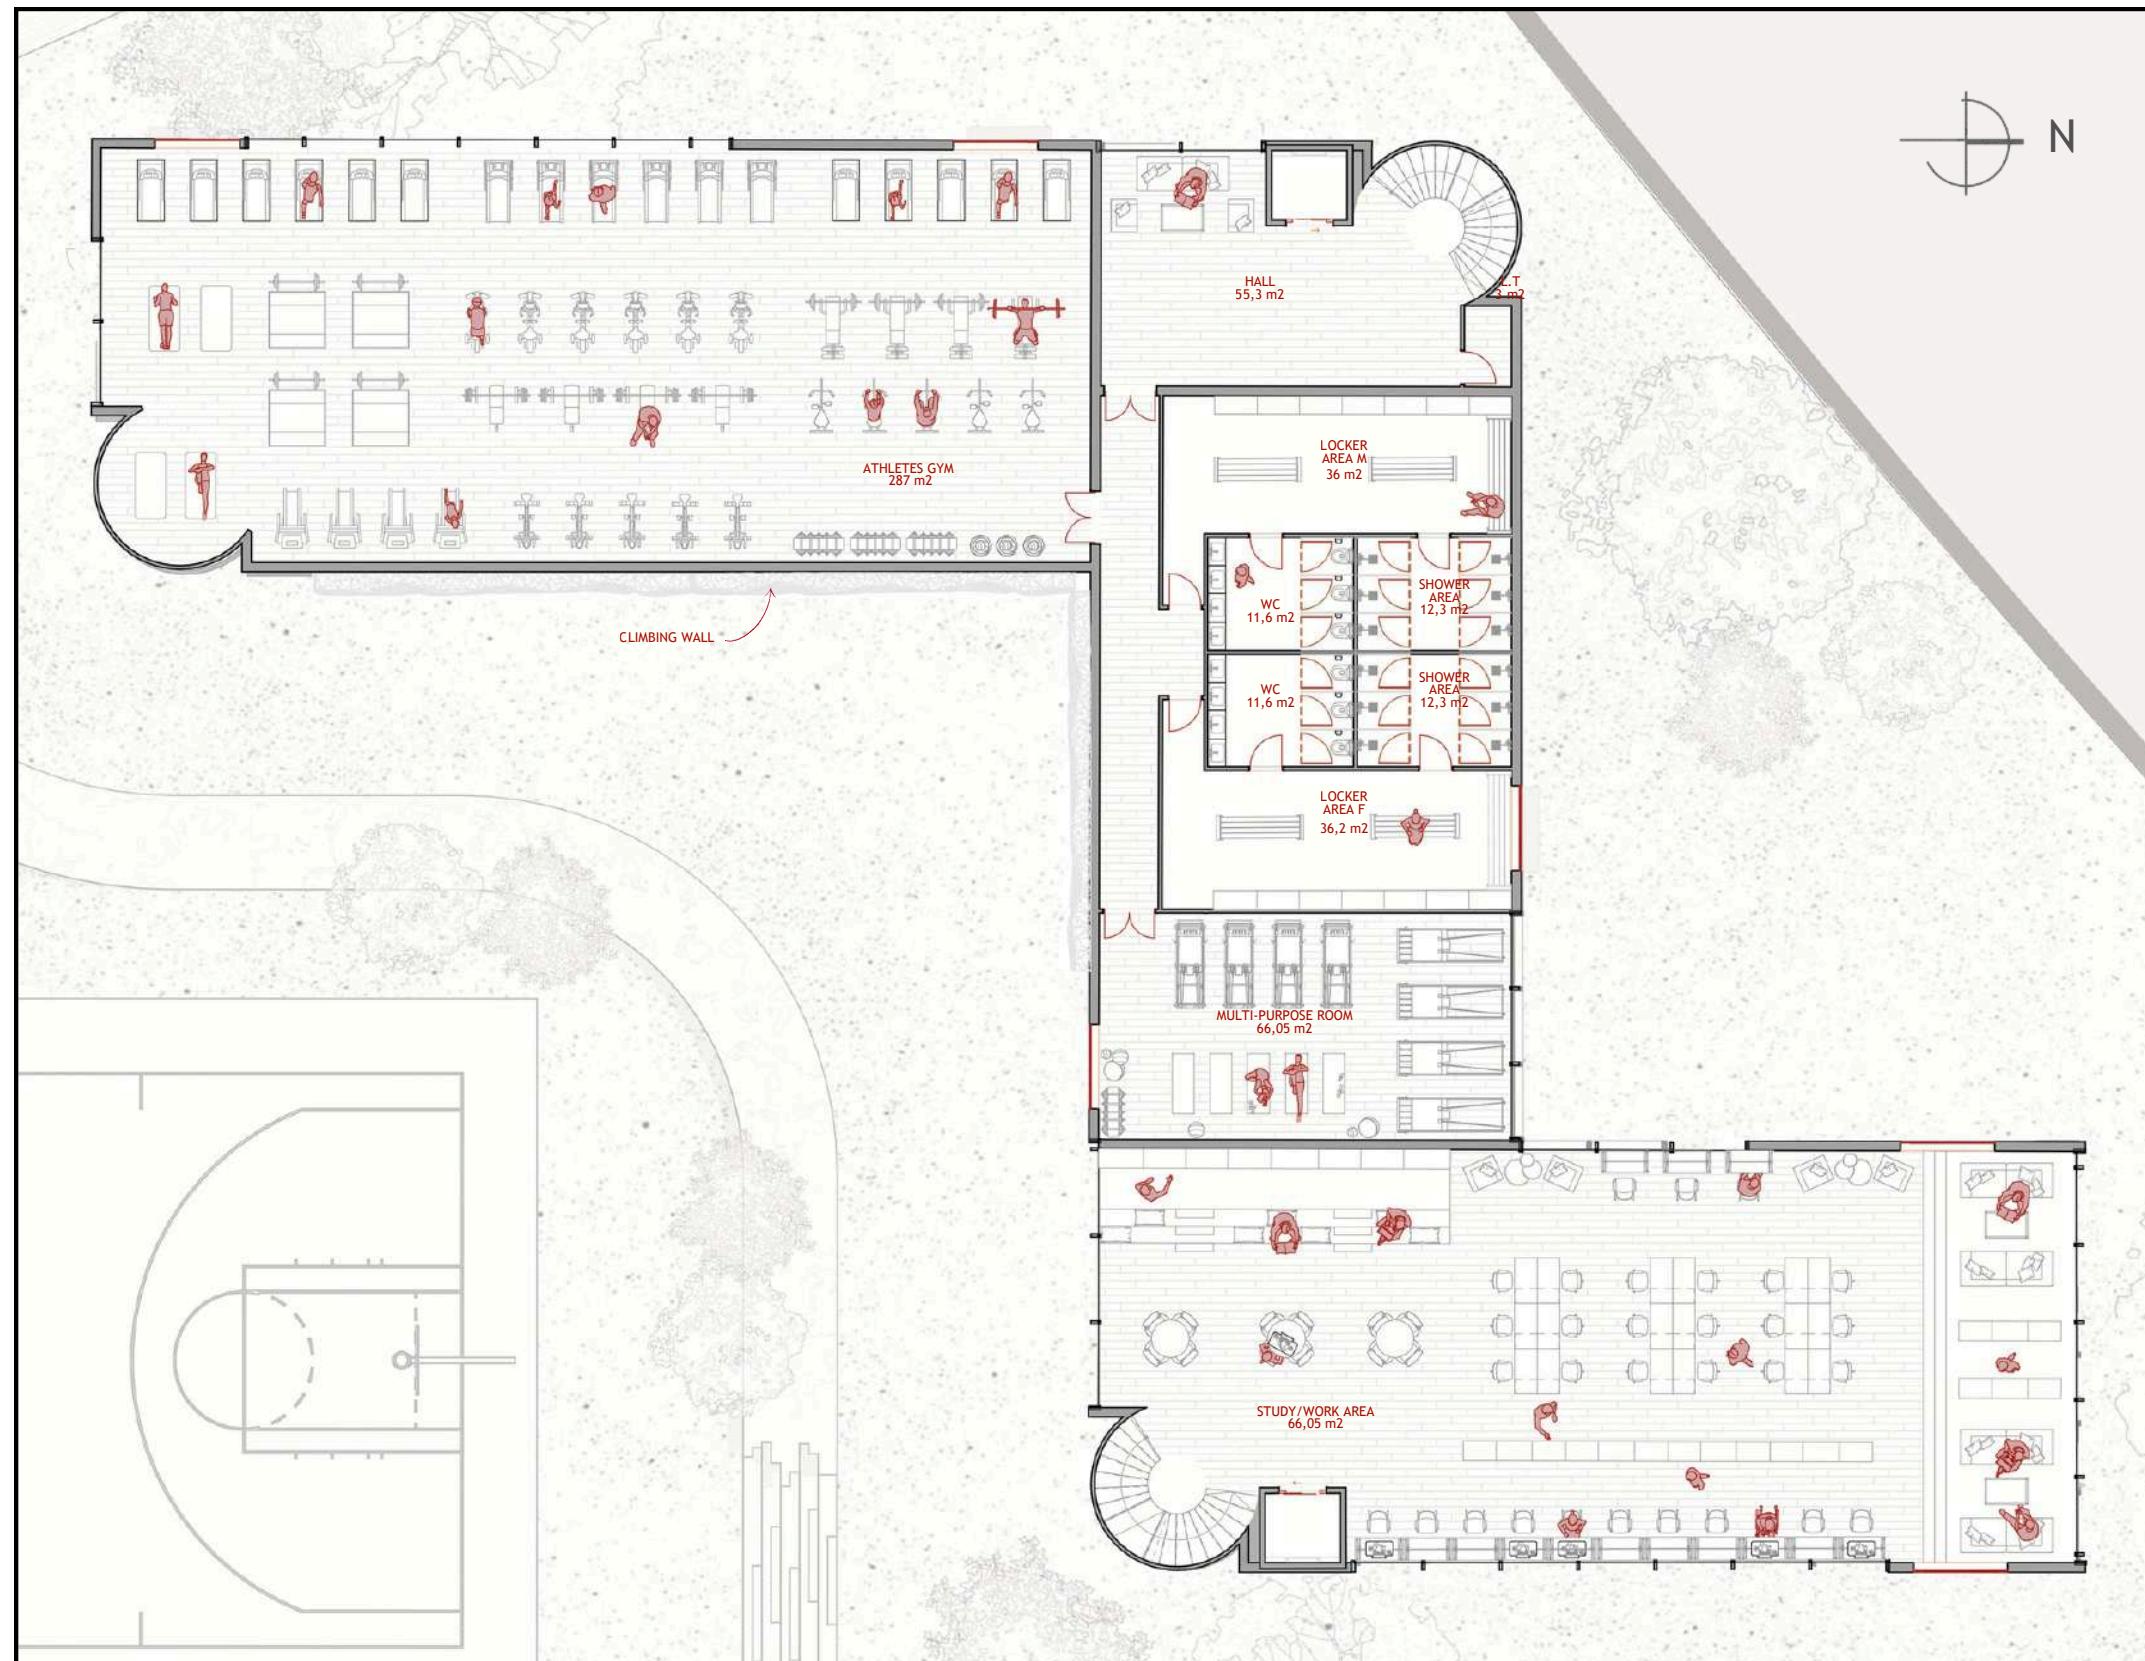 N
HALL
55,3 m2
L.T
3 m2
LOCKER
AREA M
36 m2
ATHLETES GYM
287 m2
SHOWER
AREA
12,3 m2
WC
11,6 m2
CLIMBING WALL
SHOWER
AREA
12,3 m2
WC
11,6 m2
LOCKER
AREA F
36,2 m2
MULTI-PURPOSE ROOM
66,05 m2
STUDY/WORK AREA
66,05 m2